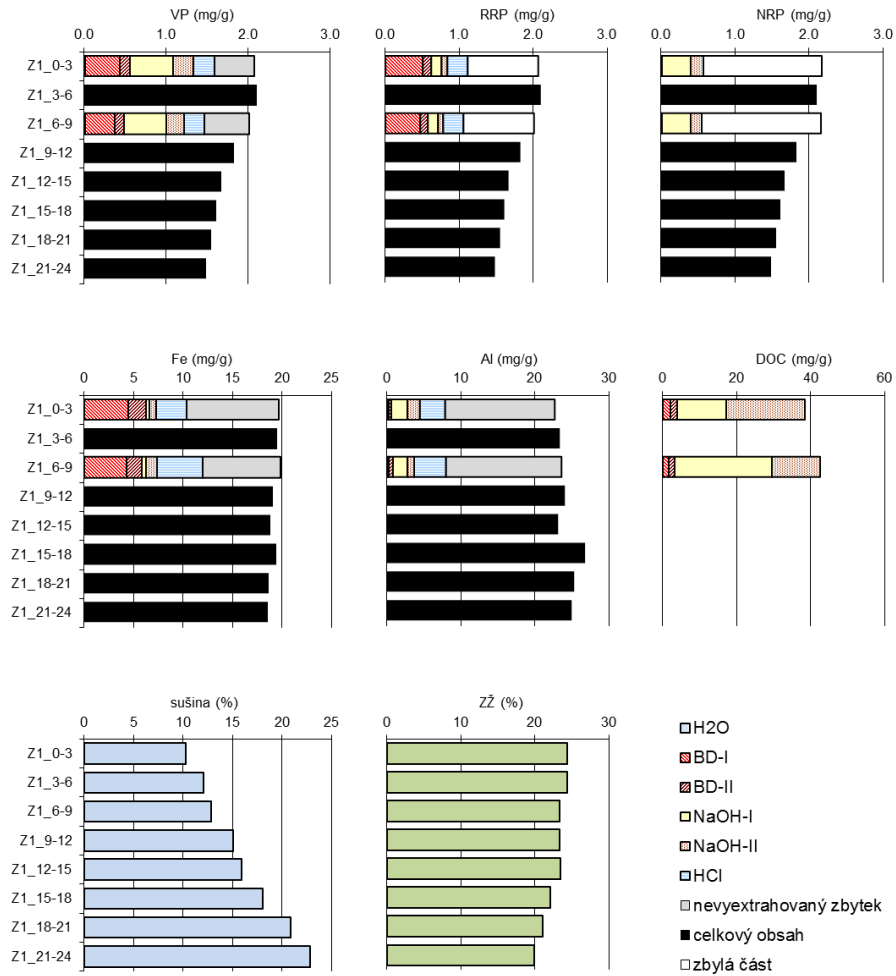 VP (mg/g) RRP (mg/g) NRP (mg/g)
0.0 1.0 2.0 3.0 0.0 1.0 2.0 3.0 0.0 1.0 2.0 3.0
Z1_0-3
Z1_3-6
Z1_6-9
Z1_9-12
Z1_12-15
Z1_15-18
Z1_18-21
Z1_21-24
Fe (mg/g) Al (mg/g) DOC (mg/g)
0 5 10 15 20 25 0 10 20 30 0 20 40 60
Z1_0-3
Z1_3-6
Z1_6-9
Z1_9-12
Z1_12-15
Z1_15-18
Z1_18-21
Z1_21-24
sušina (%) ZŽ (%)
0 5 10 15 20 25 0 10 20 30
Z1_0-3
Z1_3-6
Z1_6-9
Z1_9-12
Z1_12-15
Z1_15-18
Z1_18-21
Z1_21-24
H2O
BD-I
BD-II
NaOH-I
NaOH-II
HCl
nevyextrahovaný zbytek
celkový obsah
zbylá část